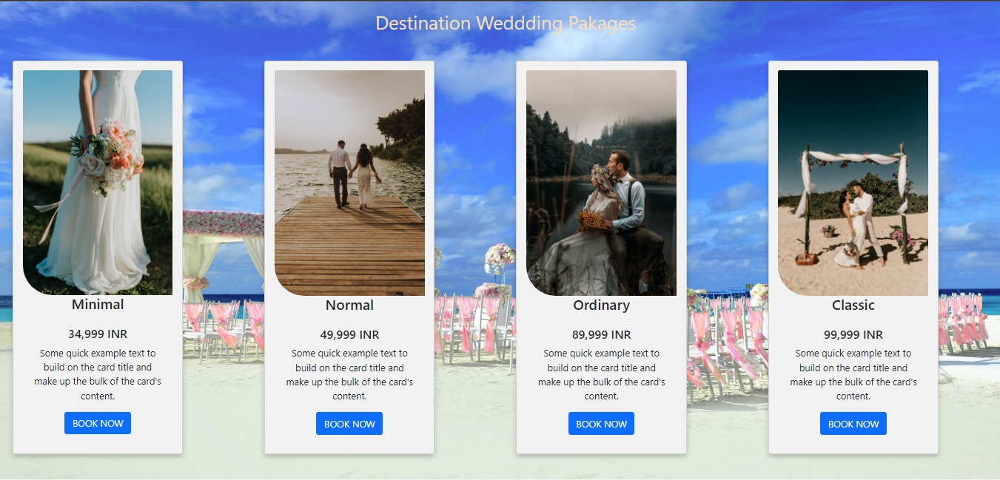 Destination Weddding Pakages
Minimal
34,999 INR
Some quick example text to
build on the card title and
make up the bulk of the card's
content.
BOOK NOW
Normal
49,999 INR
Some quick example text to
build on the card title and
make up the bulk of the card's
content.
BOOK NOW
Ordinary
89,999 INR
Some quick example text to
build on the card title and
make up the bulk of the card's
content.
BOOK NOW
Classic
99,999 INR
Some quick example text to
build on the card title and
make up the bulk of the card's
content.
BOOK NOW